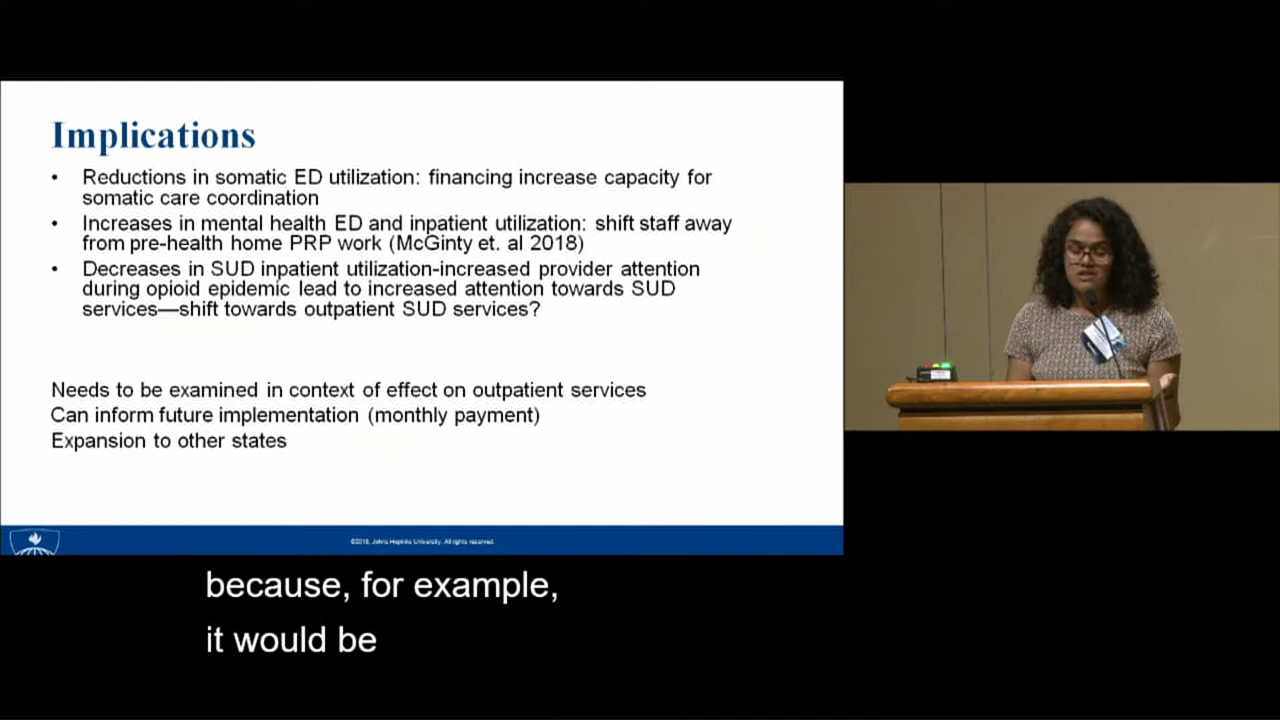 Implications
• Reductions in somatic ED utilization: financing increase capacity for
somatic care coordination
• Increases in mental health ED and inpatient utilization: shift staff away
from pre-health home PRP work (McGinty et. al 2018)
• Decreases in SUD inpatient utilization-increased provider attention
during opioid epidemic lead to increased attention towards SUD
services—shift towards outpatient SUD services?
Needs to be examined in context of effect on outpatient services
Can inform future implementation (monthly payment)
Expansion to other states
©2018, Johns Hopkins University. All rights reserved.
because, for example,
it would be